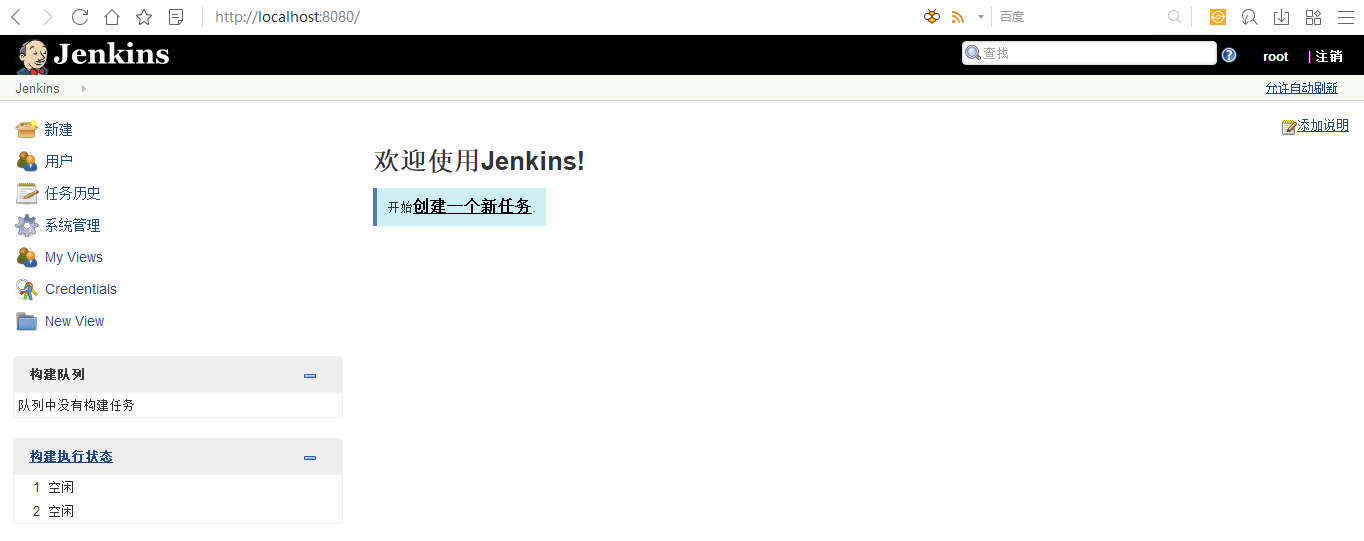 http://localhost:8080/
百度
Jenkins
查找
root
| 注销
Jenkins
允许自动刷新
新建
用户
任务历史
系统管理
My Views
Credentials
New View
添加说明
欢迎使用Jenkins!
开始创建一个新任务.
构建队列
队列中没有构建任务
构建执行状态
1 空闲
2 空闲